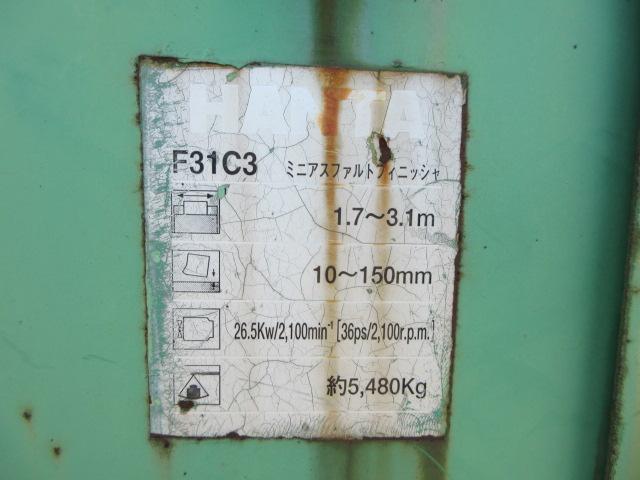 HANTA
F31C3 ミニアスファルトフィニッシャ
1.7～3.1m
10～150mm
26.5Kw/2,100min⁻¹ [36ps/2,100r.p.m.]
約5,480Kg